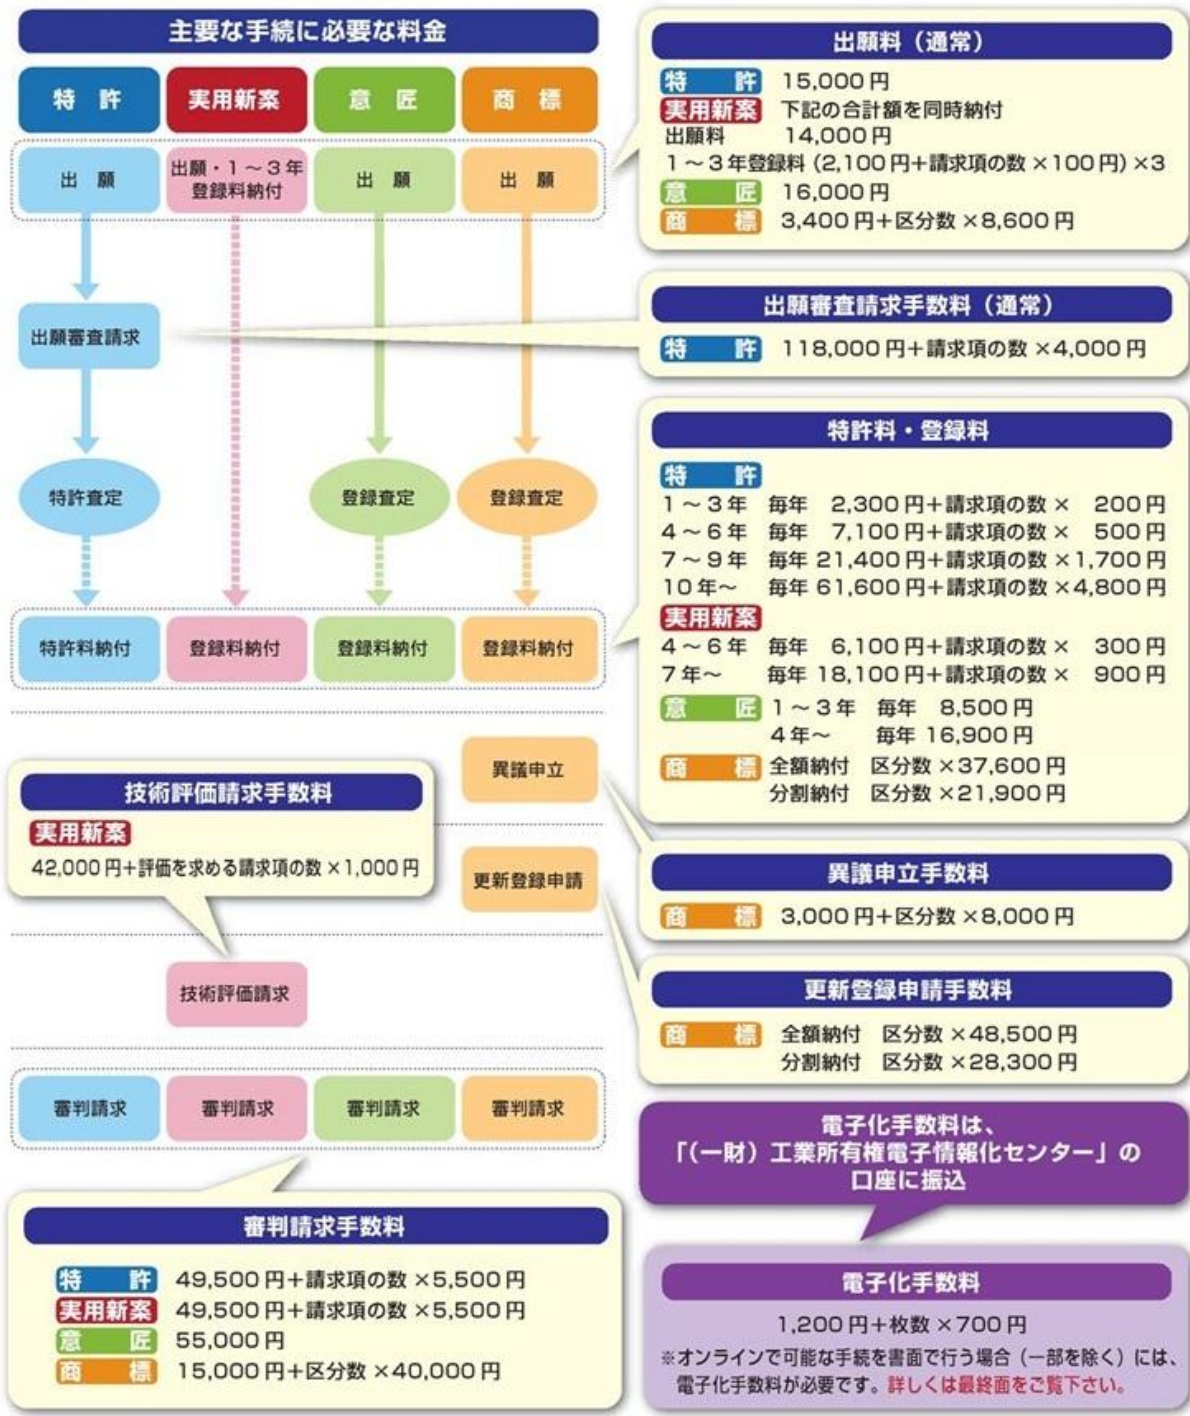 主要な手続に必要な料金
特許
実用新案
意匠
商標
出願
出願・1～3年
登録料納付
出願
出願
出願審査請求
特許査定
登録査定
登録査定
特許料納付
登録料納付
登録料納付
登録料納付
異議申立
更新登録申請
技術評価請求手数料
実用新案
42,000円+評価を求める請求項の数×1,000円
技術評価請求
審判請求
審判請求
審判請求
審判請求
審判請求手数料
特許 49,500円+請求項の数×5,500円
実用新案 49,500円+請求項の数×5,500円
意匠 55,000円
商標 15,000円+区分数×40,000円
出願料（通常）
特許 15,000円
実用新案 下記の合計額を同時納付
出願料 14,000円
1～3年登録料(2,100円+請求項の数×100円)×3
意匠 16,000円
商標 3,400円+区分数×8,600円
出願審査請求手数料（通常）
特許 118,000円+請求項の数×4,000円
特許料・登録料
特許
1～3年 毎年 2,300円+請求項の数× 200円
4～6年 毎年 7,100円+請求項の数× 500円
7～9年 毎年 21,400円+請求項の数×1,700円
10年～ 毎年 61,600円+請求項の数×4,800円
実用新案
4～6年 毎年 6,100円+請求項の数× 300円
7年～ 毎年 18,100円+請求項の数× 900円
意匠 1～3年 毎年 8,500円
4年～ 毎年 16,900円
商標 全額納付 区分数×37,600円
分割納付 区分数×21,900円
異議申立手数料
商標 3,000円+区分数×8,000円
更新登録申請手数料
商標 全額納付 区分数×48,500円
分割納付 区分数×28,300円
電子化手数料は、
「(一財）工業所有権電子情報化センター」の
口座に振込
電子化手数料
1,200円+枚数×700円
※オンラインで可能な手続を書面で行う場合（一部を除く）には、
電子化手数料が必要です。詳しくは最終面をご覧下さい。